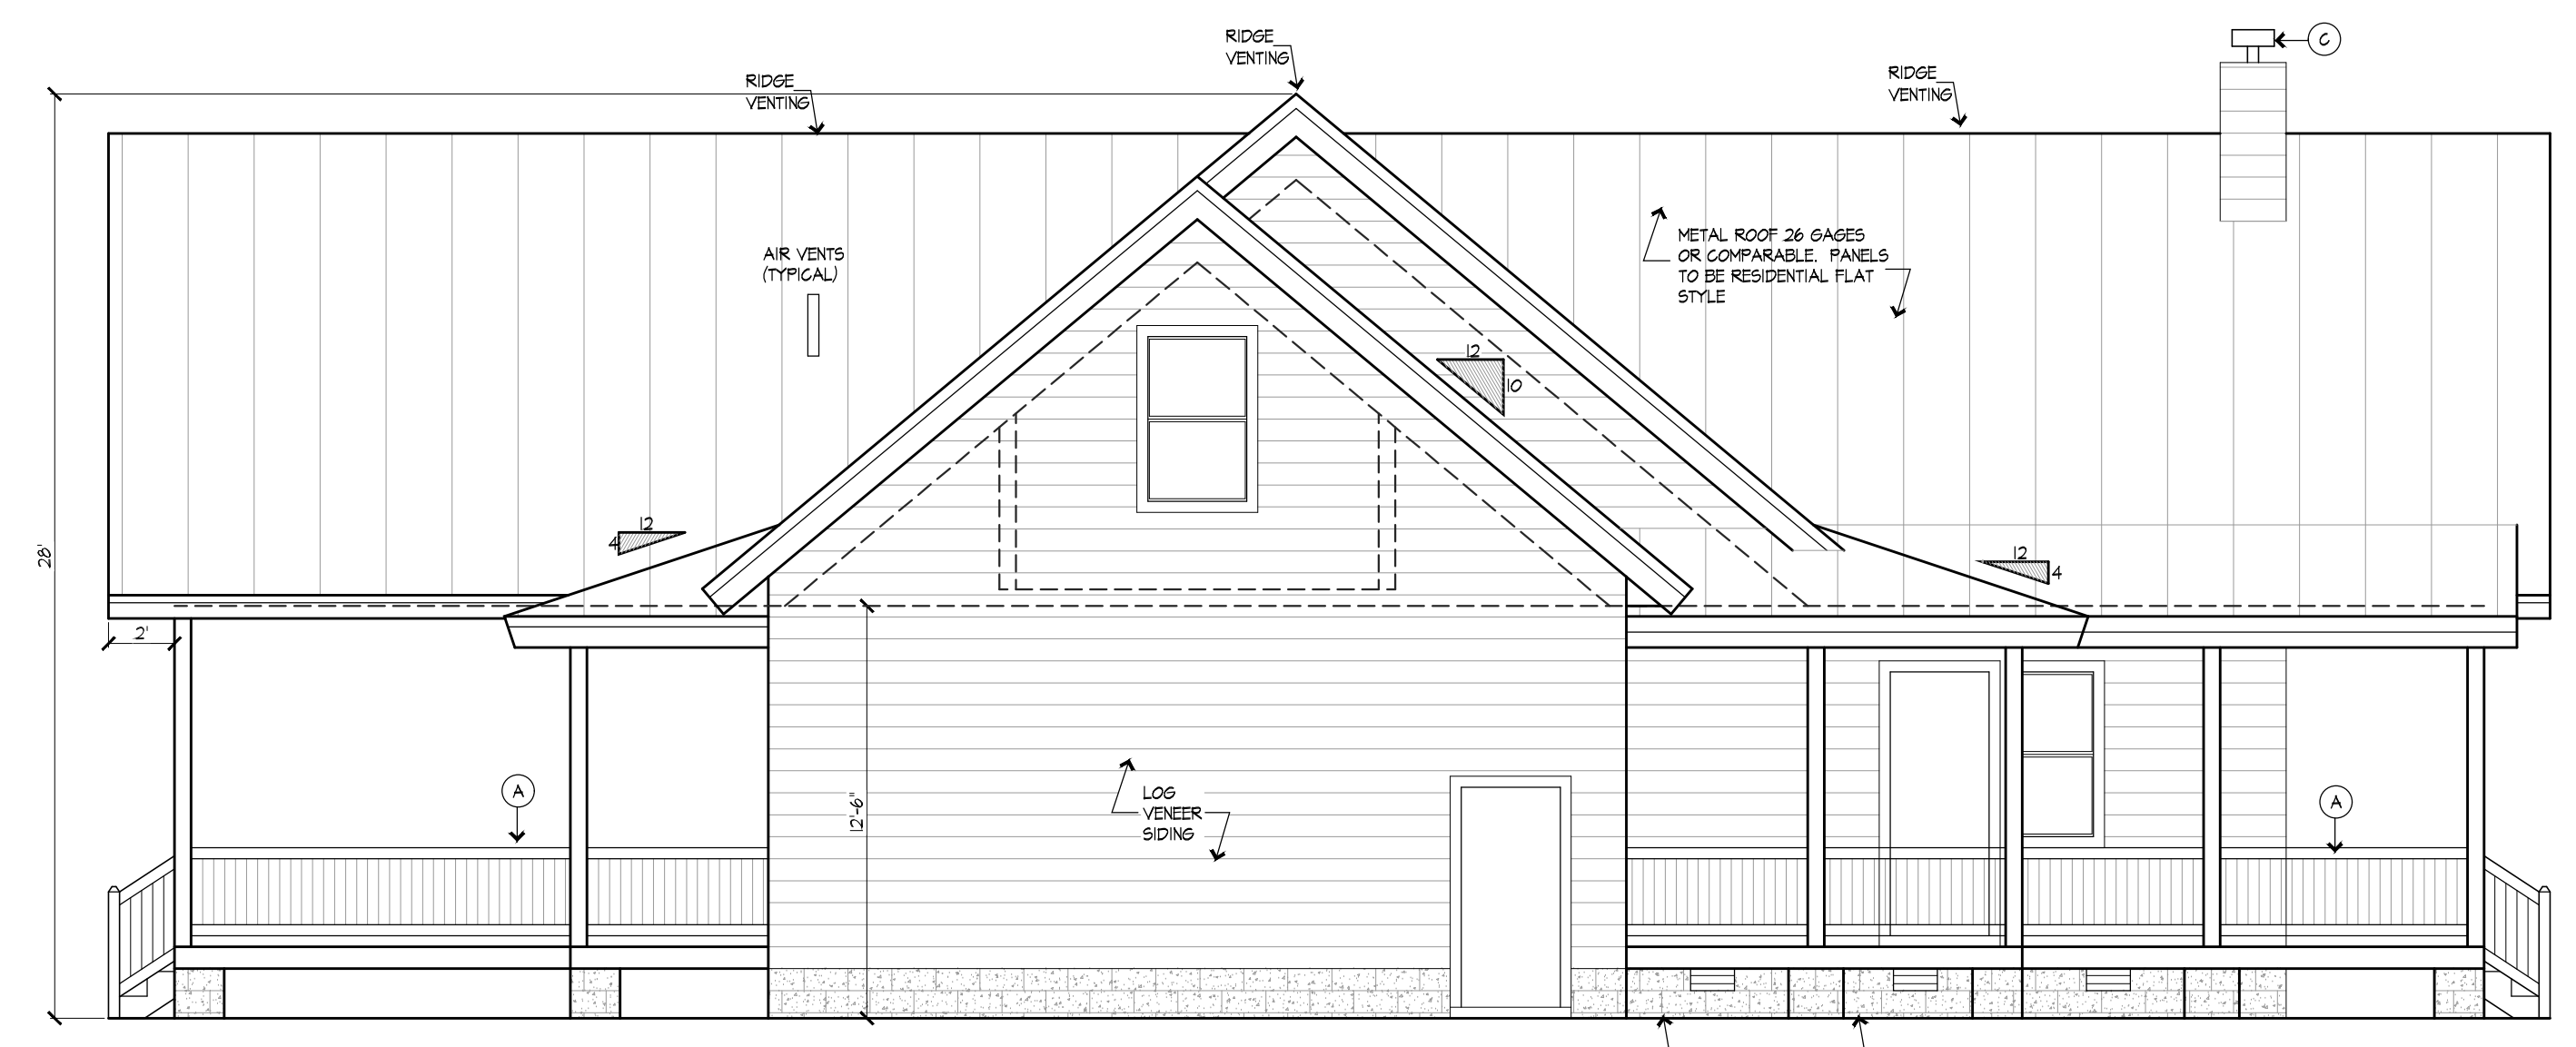 RIDGE
VENTING
RIDGE
VENTING
RIDGE
VENTING
C
AIR VENTS
(TYPICAL)
METAL ROOF 26 GAGES
OR COMPARABLE. PANELS
TO BE RESIDENTIAL FLAT
STYLE
12
10
12
4
12
4
28'
2'
A
12'-6"
LOG
VENEER
SIDING
A